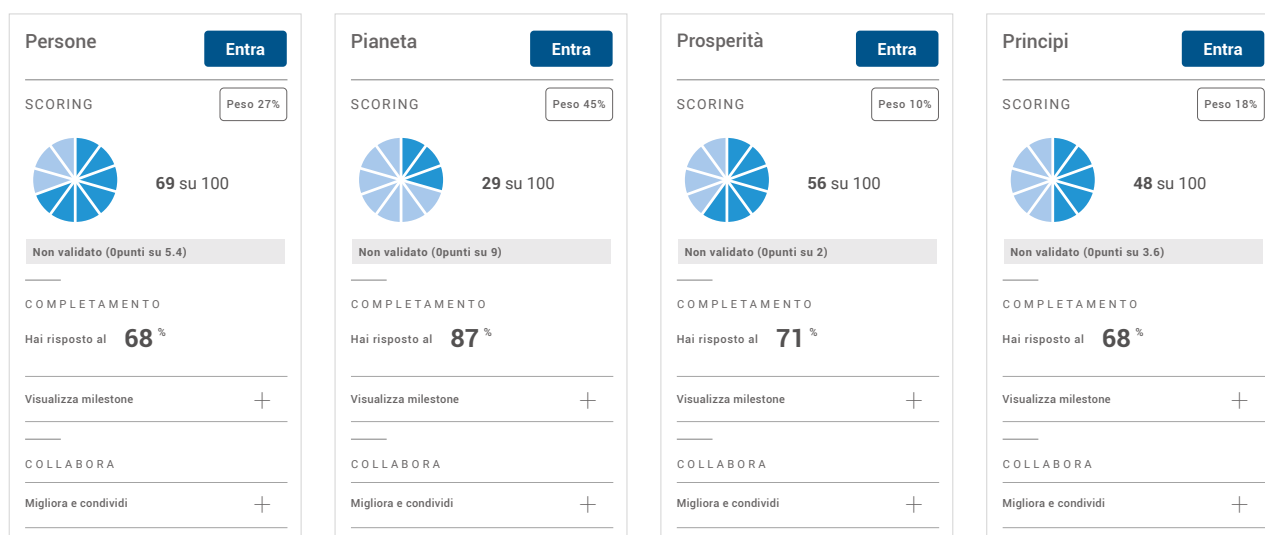 Persone
Entra
SCORING
Peso 27%
69 su 100
Non validato (0punti su 5.4)
COMPLETAMENTO
Hai risposto al 68 %
Visualizza milestone
COLLABORA
Migliora e condividi
Pianeta
Entra
SCORING
Peso 45%
29 su 100
Non validato (0punti su 9)
COMPLETAMENTO
Hai risposto al 87 %
Visualizza milestone
COLLABORA
Migliora e condividi
Prosperità
Entra
SCORING
Peso 10%
56 su 100
Non validato (0punti su 2)
COMPLETAMENTO
Hai risposto al 71 %
Visualizza milestone
COLLABORA
Migliora e condividi
Principi
Entra
SCORING
Peso 18%
48 su 100
Non validato (0punti su 3.6)
COMPLETAMENTO
Hai risposto al 68 %
Visualizza milestone
COLLABORA
Migliora e condividi